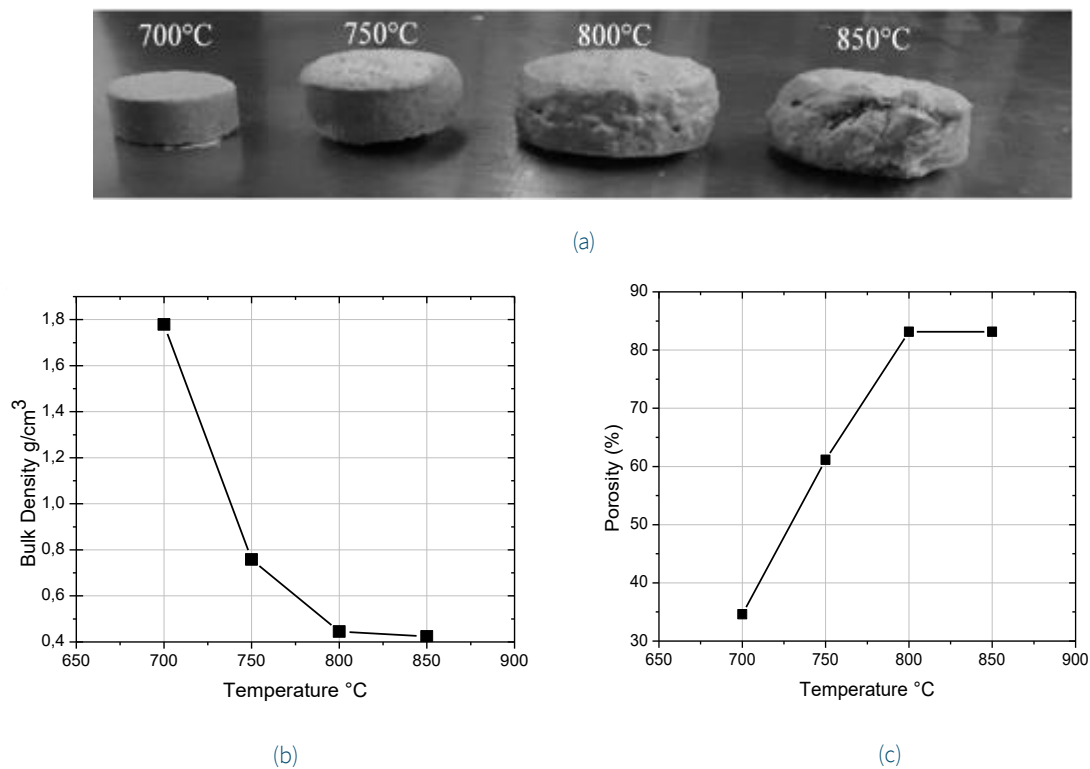 700°C 750°C 800°C 850°C
(a)
1,8
1,6
1,4
1,2
1,0
0,8
0,6
0,4
650 700 750 800 850 900
Bulk Density g/cm³
Temperature °C
(b)
90
80
70
60
50
40
30
650 700 750 800 850 900
Porosity (%)
Temperature °C
(c)